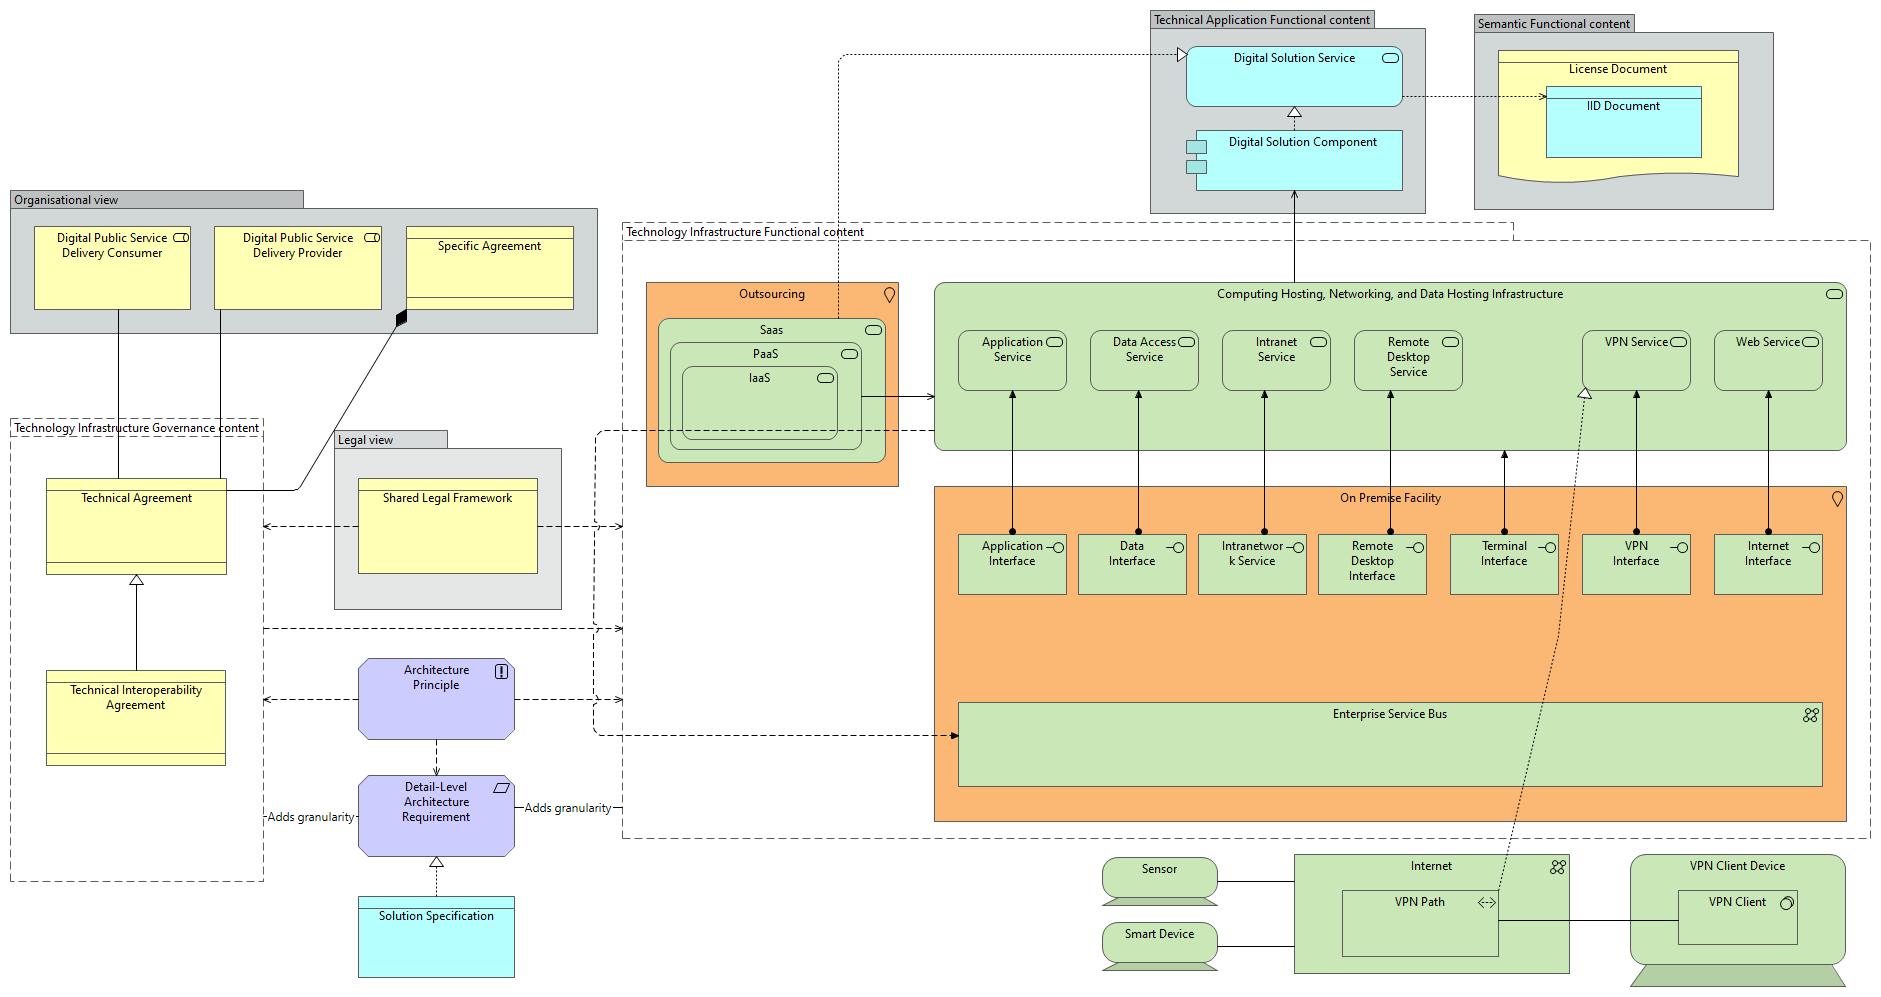 Technical Application Functional content
Semantic Functional content
Digital Solution Service
License Document
IID Document
Digital Solution Component
Organisational view
Digital Public Service
Delivery Consumer
Digital Public Service
Delivery Provider
Specific Agreement
Technology Infrastructure Functional content
Outsourcing
Saas
PaaS
IaaS
Computing Hosting, Networking, and Data Hosting Infrastructure
Application
Service
Data Access
Service
Intranet
Service
Remote
Desktop
Service
VPN Service
Web Service
Technology Infrastructure Governance content
Legal view
Technical Agreement
Shared Legal Framework
On Premise Facility
Application
Interface
Data
Interface
Intranetwor
k Service
Remote
Desktop
Interface
Terminal
Interface
VPN
Interface
Internet
Interface
Technical Interoperability
Agreement
Architecture
Principle
Enterprise Service Bus
Detail-Level
Architecture
Requirement
Adds granularity
Adds granularity
Solution Specification
Sensor
Smart Device
Internet
VPN Path
VPN Client Device
VPN Client